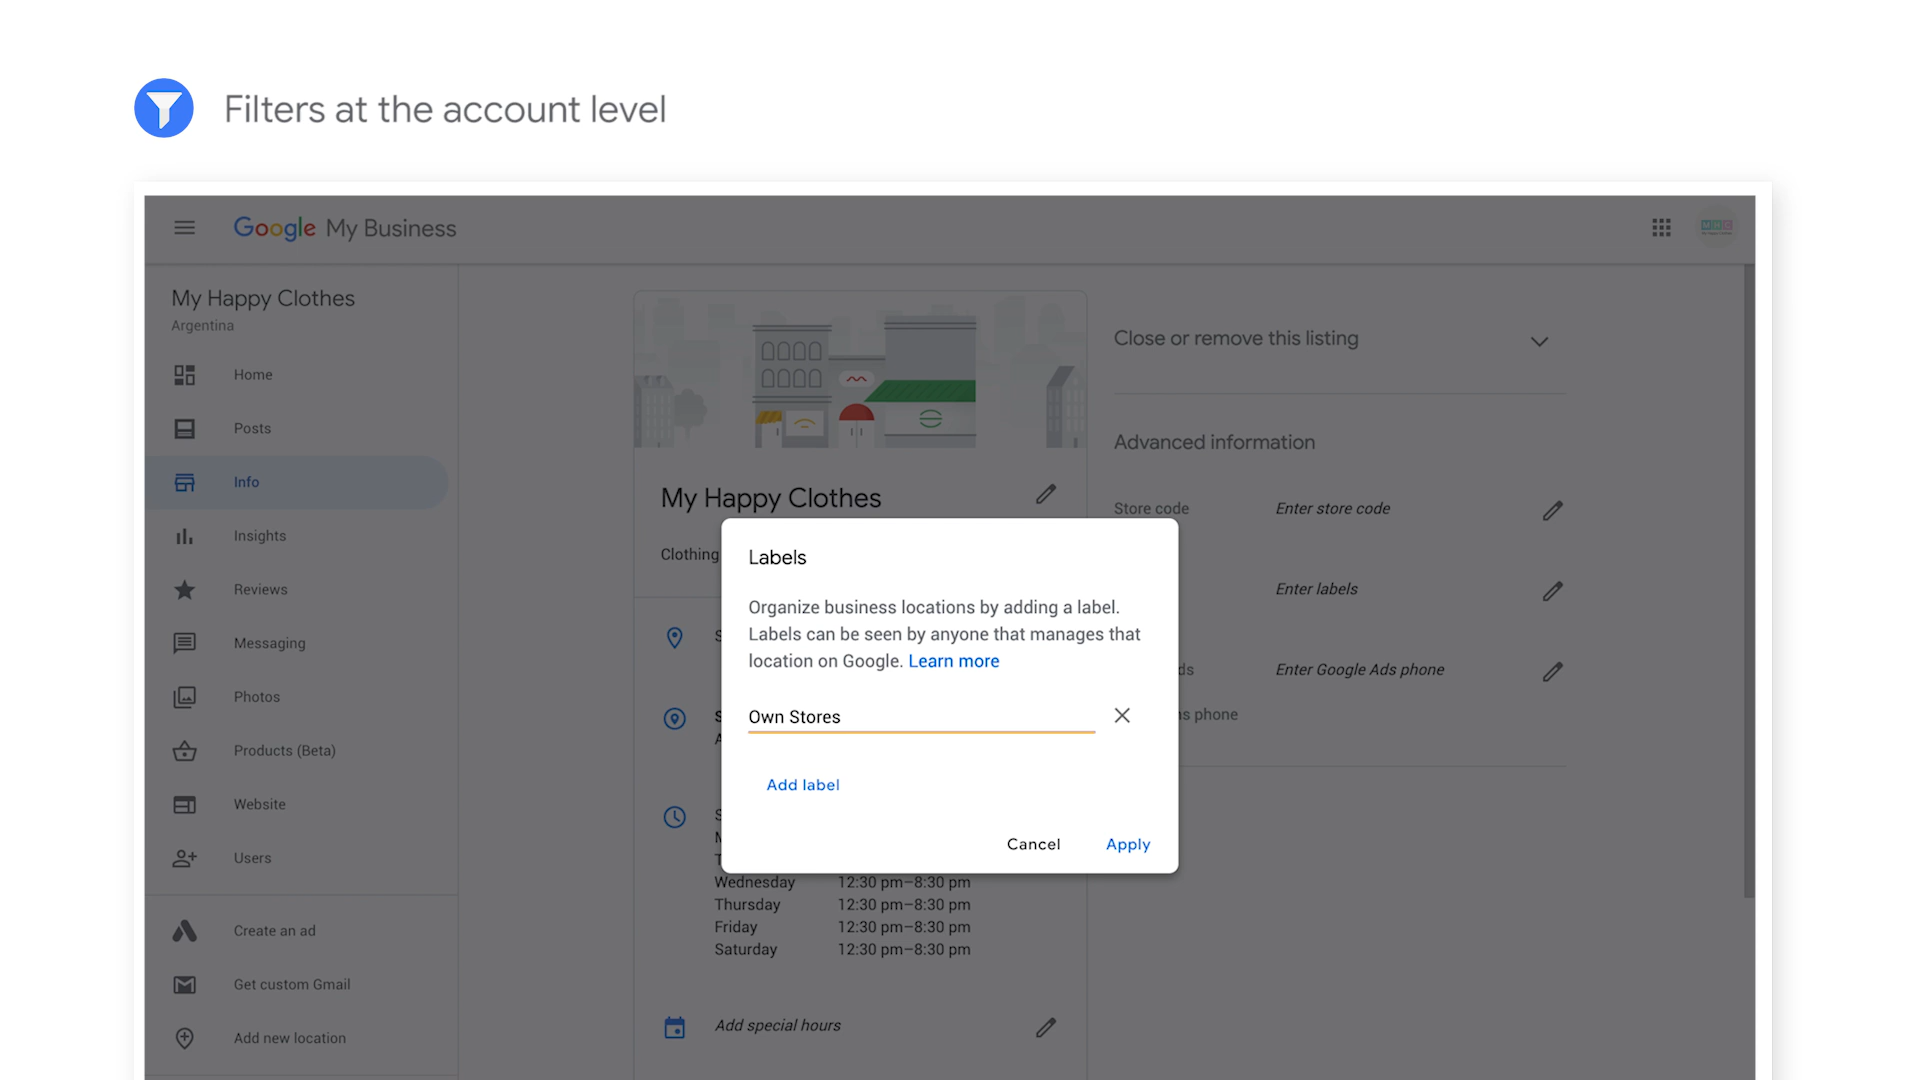 Filters at the account level
Google My Business
My Happy Clothes
Argentina
Home
Posts
Info
Insights
Reviews
Messaging
Photos
Products (Beta)
Website
Users
Create an ad
Get custom Gmail
Add new location
My Happy Clothes
Clothing
Wednesday 12:30 pm–8:30 pm
Thursday 12:30 pm–8:30 pm
Friday 12:30 pm–8:30 pm
Saturday 12:30 pm–8:30 pm
Add special hours
Labels
Organize business locations by adding a label.
Labels can be seen by anyone that manages that
location on Google. Learn more
Own Stores
Add label
Cancel Apply
Close or remove this listing
Advanced information
Store code Enter store code
Enter labels
Enter Google Ads phone
phone